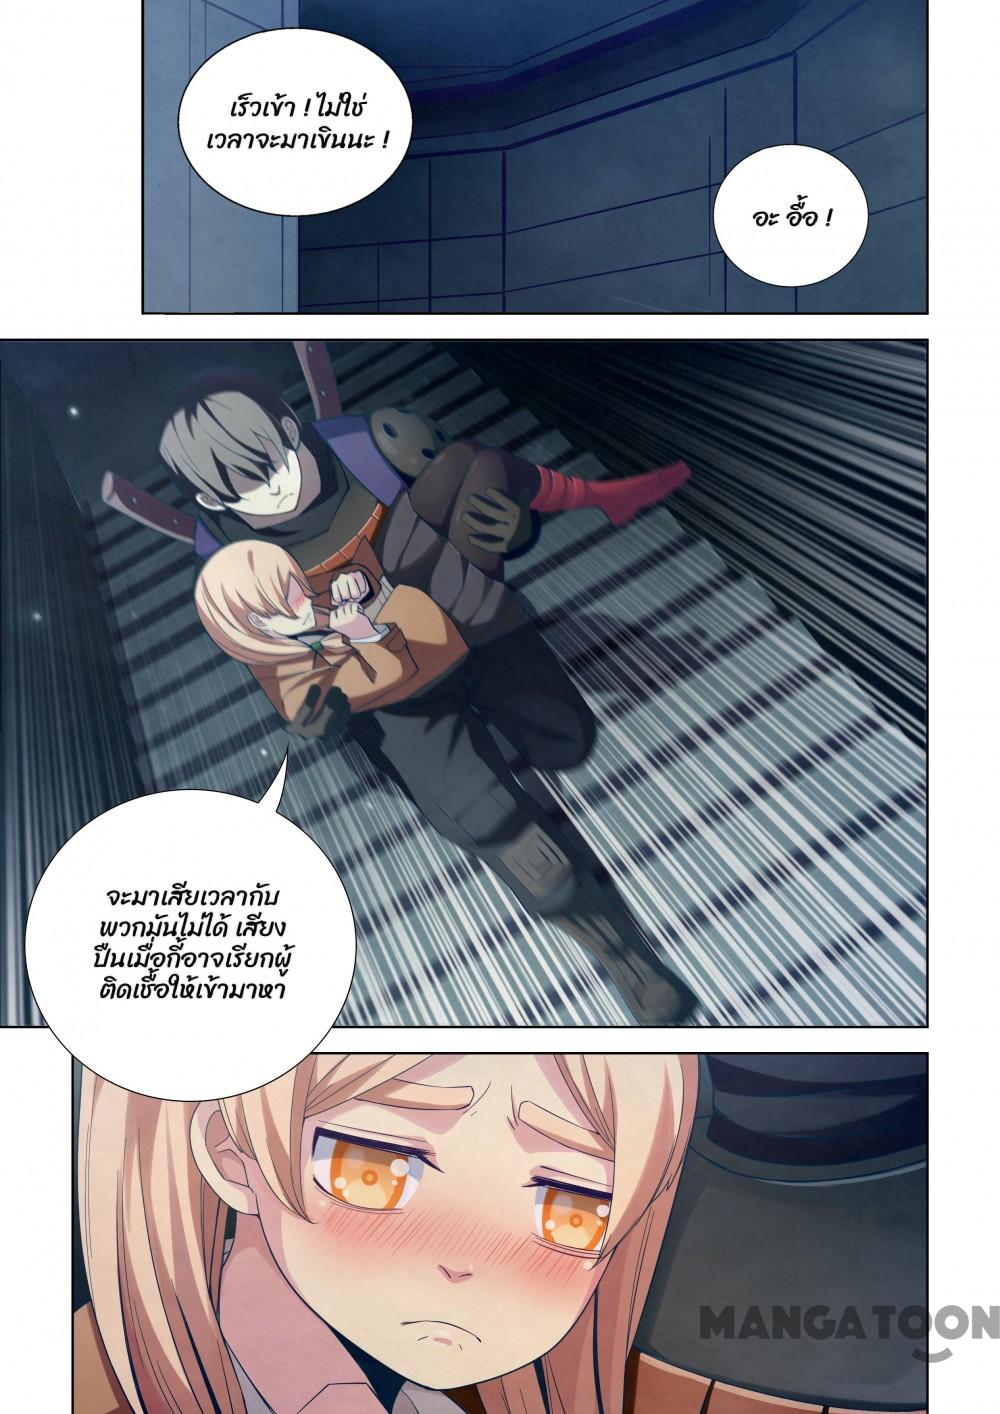 เร็วเข้า ! ไม่ใช่
เวลาจะมาเขินนะ !
อะ อื้อ !
จะมาเสียเวลากับ
พวกมันไม่ได้ เสียง
ปืนเมื่อกี้อาจเรียกผู้
ติดเชื้อให้เข้ามาหา
MANGATOON